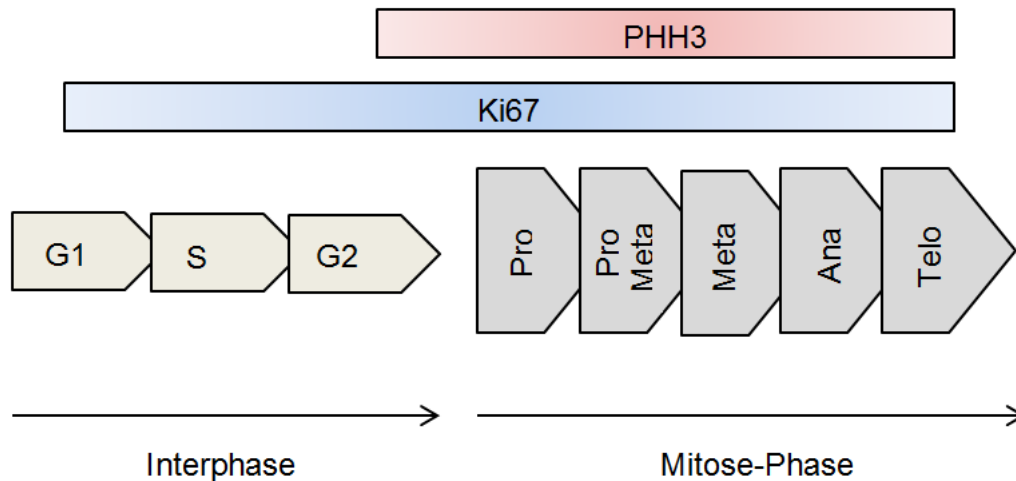 PHH3
Ki67
G1
S
G2
Pro
Pro
Meta
Meta
Ana
Telo
Interphase
Mitose-Phase